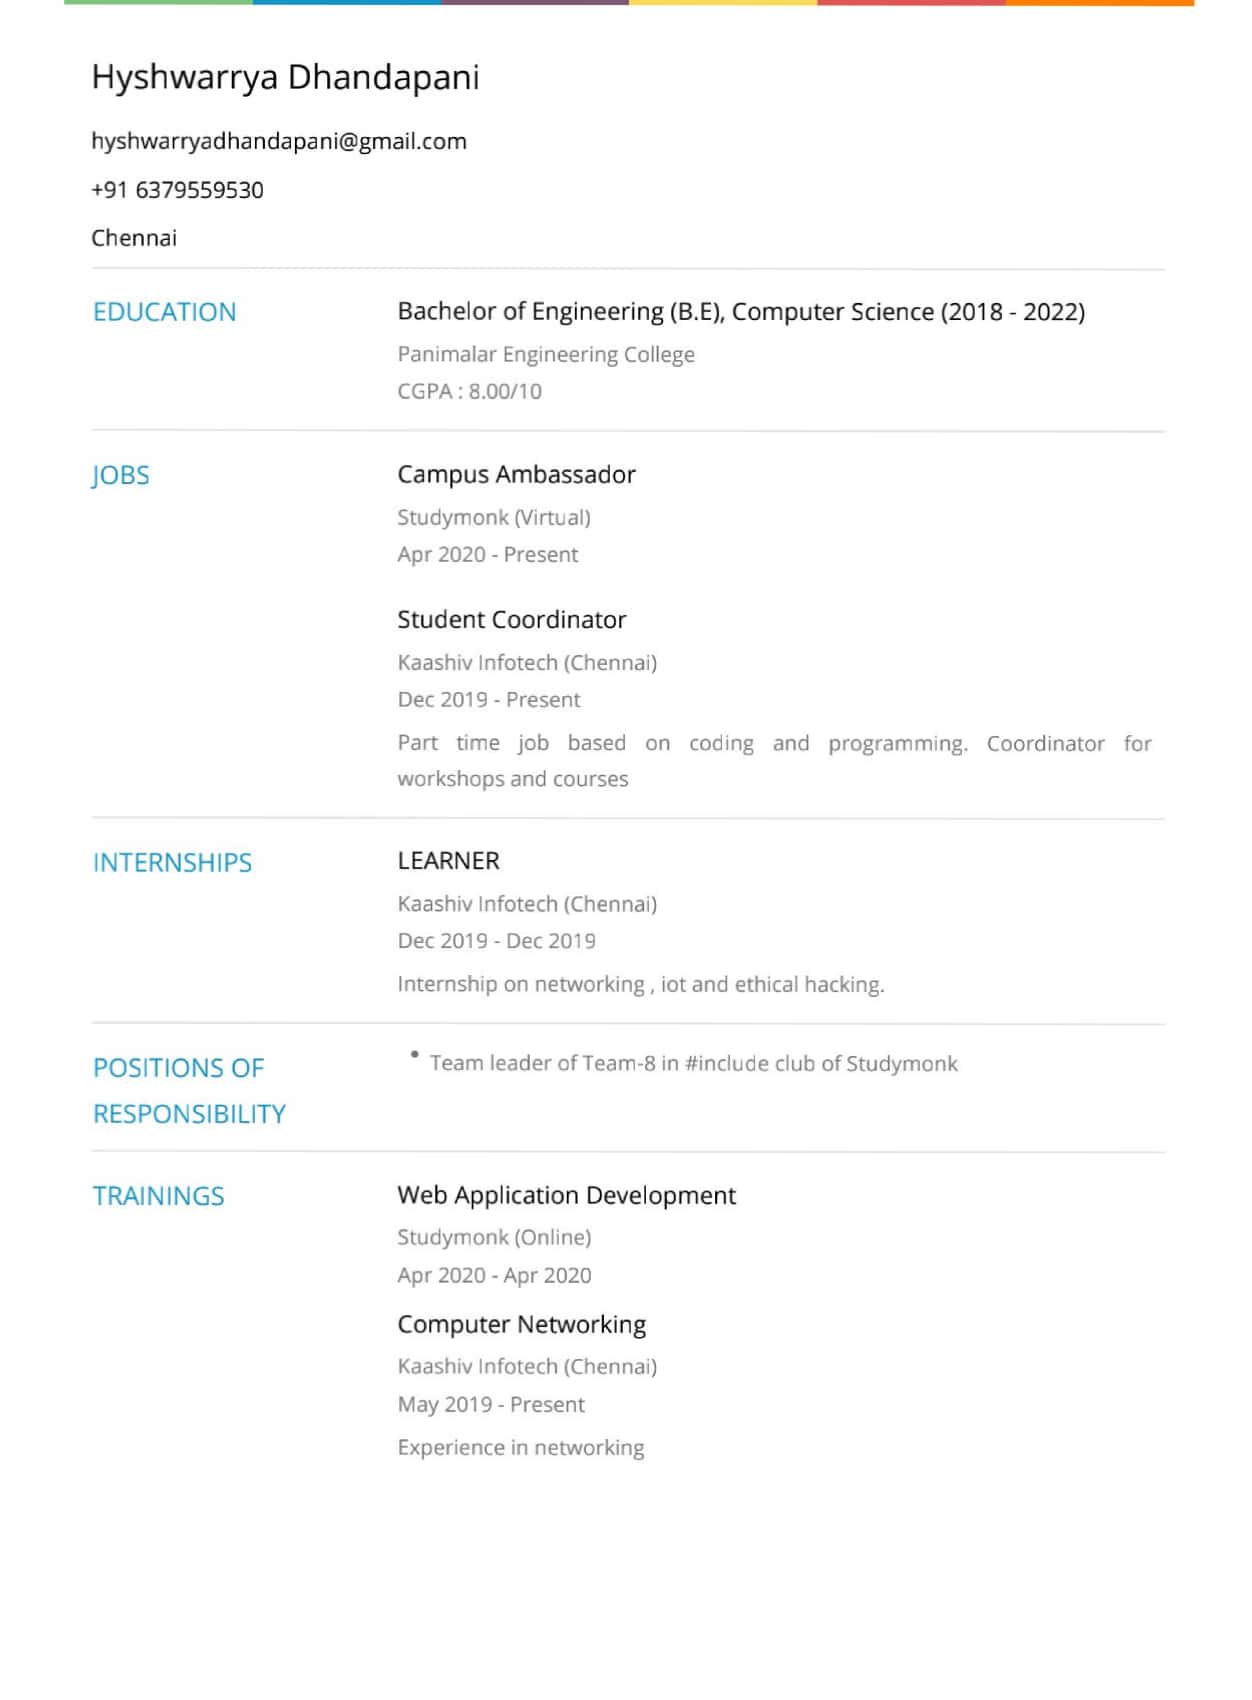 Hyshwarrya Dhandapani
hyshwarryadhandapani@gmail.com
+91 6379559530
Chennai
EDUCATION
Bachelor of Engineering (B.E), Computer Science (2018 - 2022)
Panimalar Engineering College
CGPA : 8.00/10
JOBS
Campus Ambassador
Studymonk (Virtual)
Apr 2020 - Present
Student Coordinator
Kaashiv Infotech (Chennai)
Dec 2019 - Present
Part time job based on coding and programming. Coordinator for
workshops and courses
INTERNSHIPS
LEARNER
Kaashiv Infotech (Chennai)
Dec 2019 - Dec 2019
Internship on networking , iot and ethical hacking.
POSITIONS OF
RESPONSIBILITY
• Team leader of Team-8 in #include club of Studymonk
TRAININGS
Web Application Development
Studymonk (Online)
Apr 2020 - Apr 2020
Computer Networking
Kaashiv Infotech (Chennai)
May 2019 - Present
Experience in networking